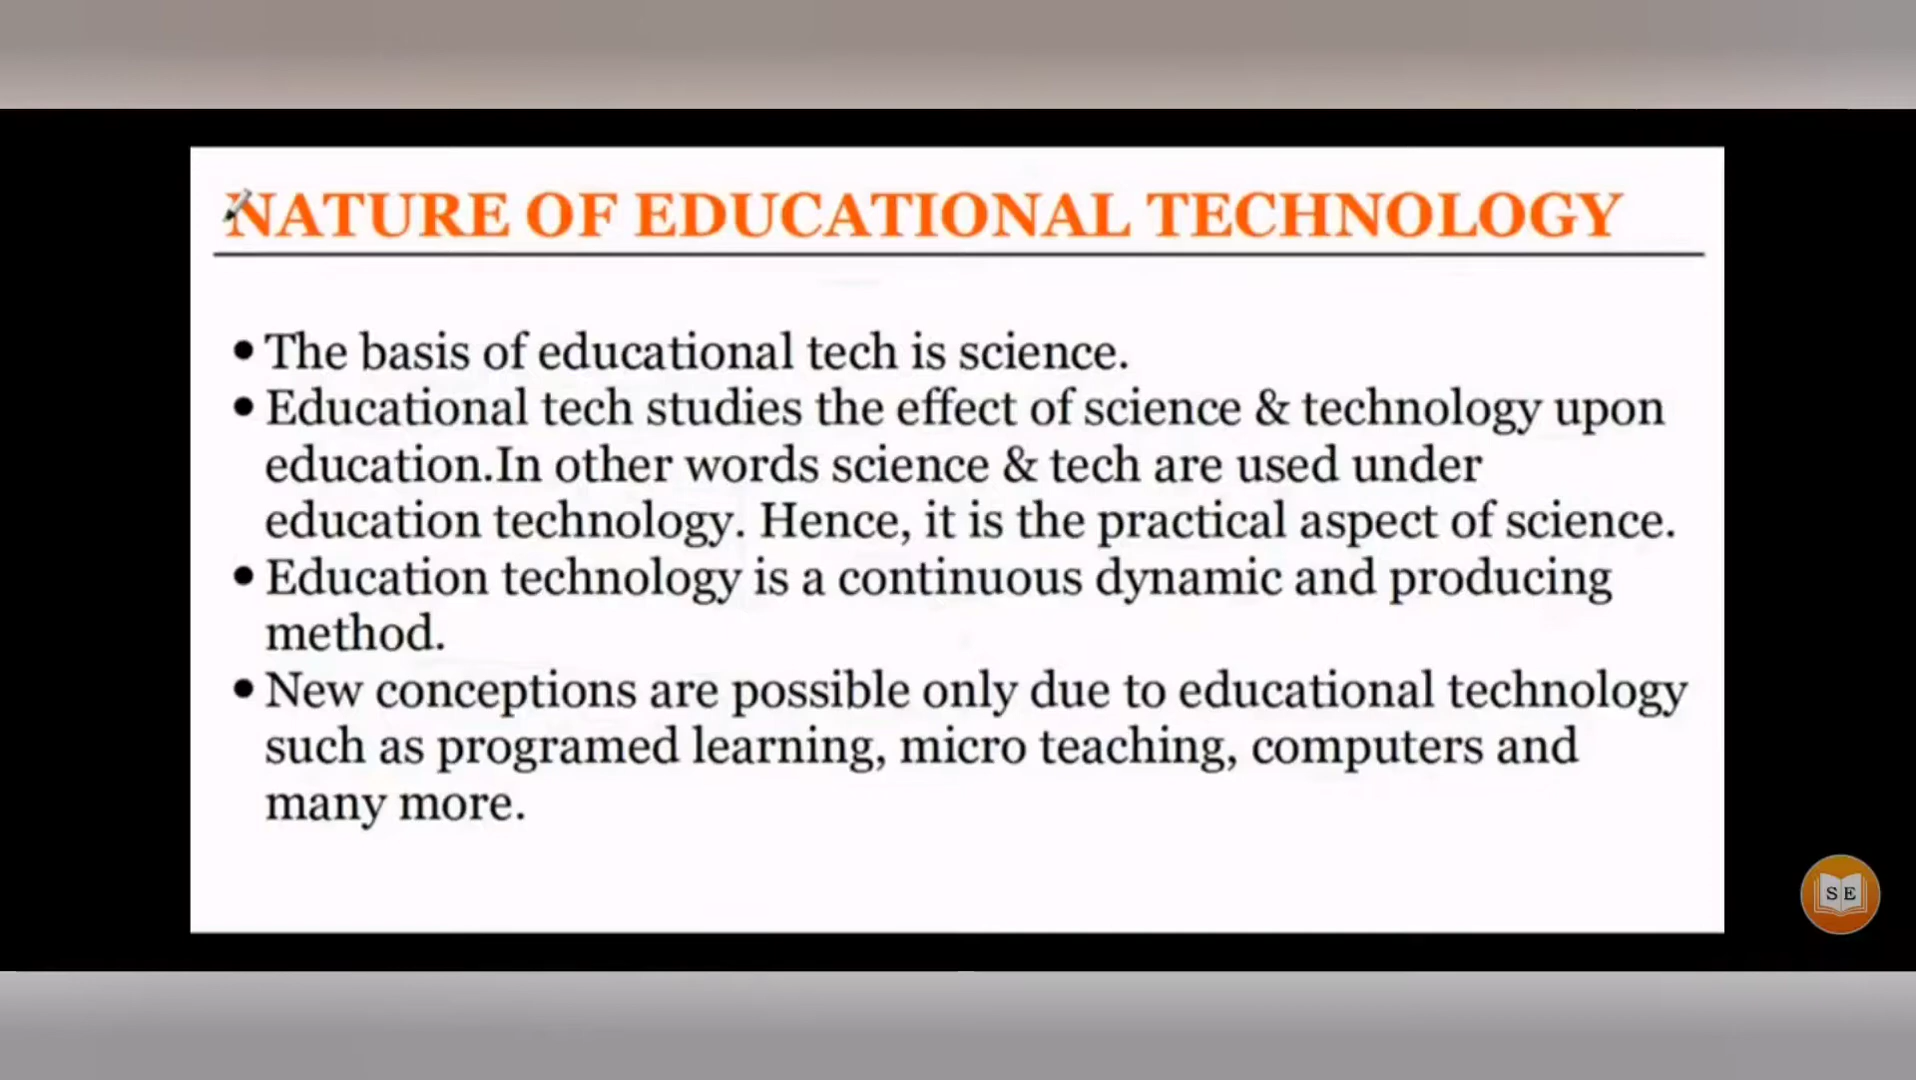 NATURE OF EDUCATIONAL TECHNOLOGY
• The basis of educational tech is science.
• Educational tech studies the effect of science & technology upon
education.In other words science & tech are used under
education technology. Hence, it is the practical aspect of science.
• Education technology is a continuous dynamic and producing
method.
• New conceptions are possible only due to educational technology
such as programed learning, micro teaching, computers and
many more.
S E